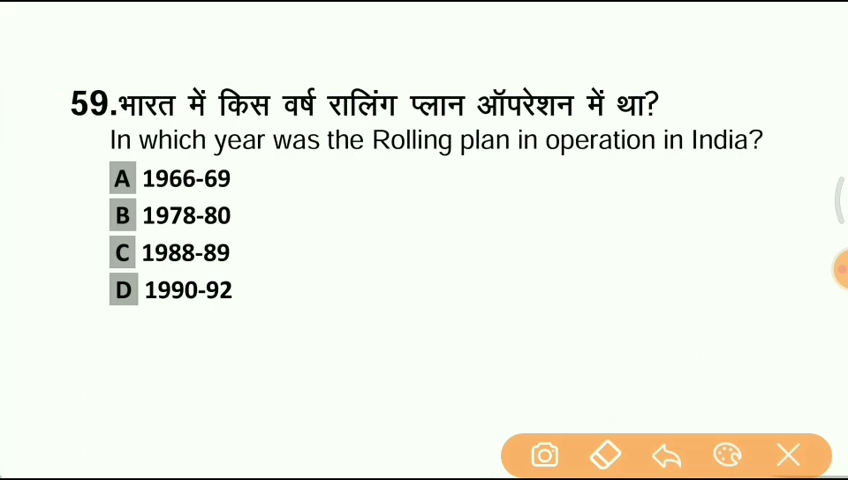 59.भारत में किस वर्ष रालिंग प्लान ऑपरेशन में था?
In which year was the Rolling plan in operation in India?
A 1966-69
B 1978-80
C 1988-89
D 1990-92